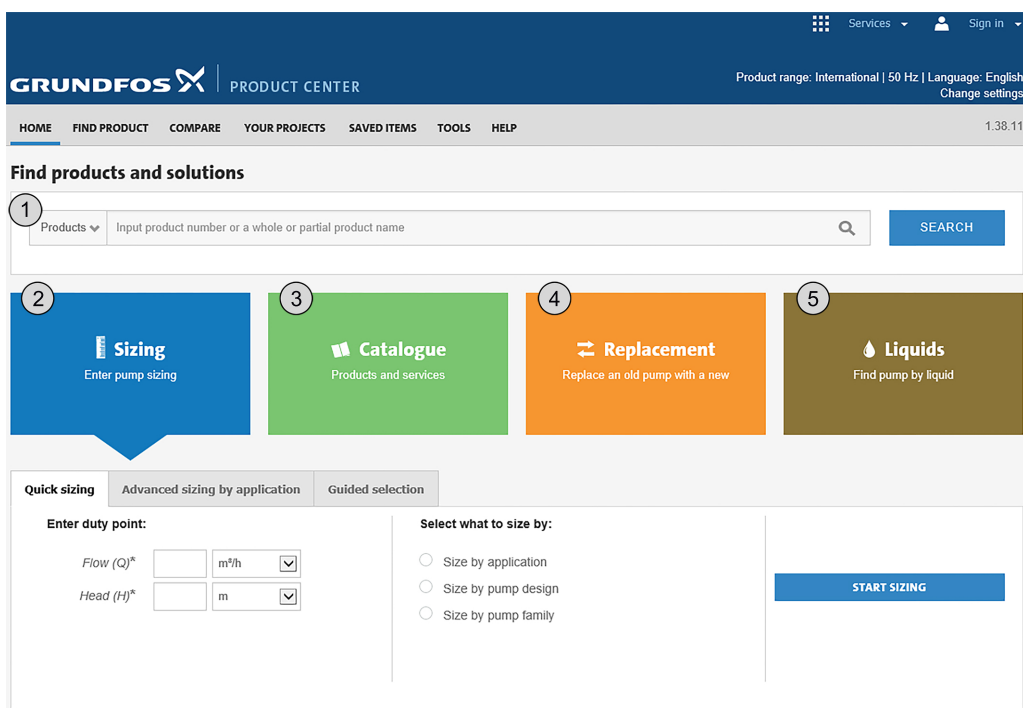 Services
Sign in
GRUNDFOS
PRODUCT CENTER
Product range: International | 50 Hz | Language: English
Change settings
HOME FIND PRODUCT COMPARE YOUR PROJECTS SAVED ITEMS TOOLS HELP
1.38.11
Find products and solutions
1
Products
Input product number or a whole or partial product name
SEARCH
2
Sizing
Enter pump sizing
3
Catalogue
Products and services
4
Replacement
Replace an old pump with a new
5
Liquids
Find pump by liquid
Quick sizing
Advanced sizing by application
Guided selection
Enter duty point:
Flow (Q)*
m³/h
Head (H)*
m
Select what to size by:
Size by application
Size by pump design
Size by pump family
START SIZING